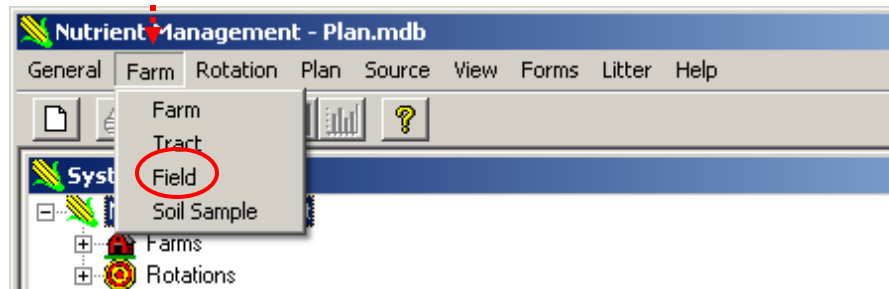 Nutrient Management - Plan.mdb
General Farm Rotation Plan Source View Forms Litter Help
Farm
Tract
Field
Soil Sample
Syst
Farms
Rotations